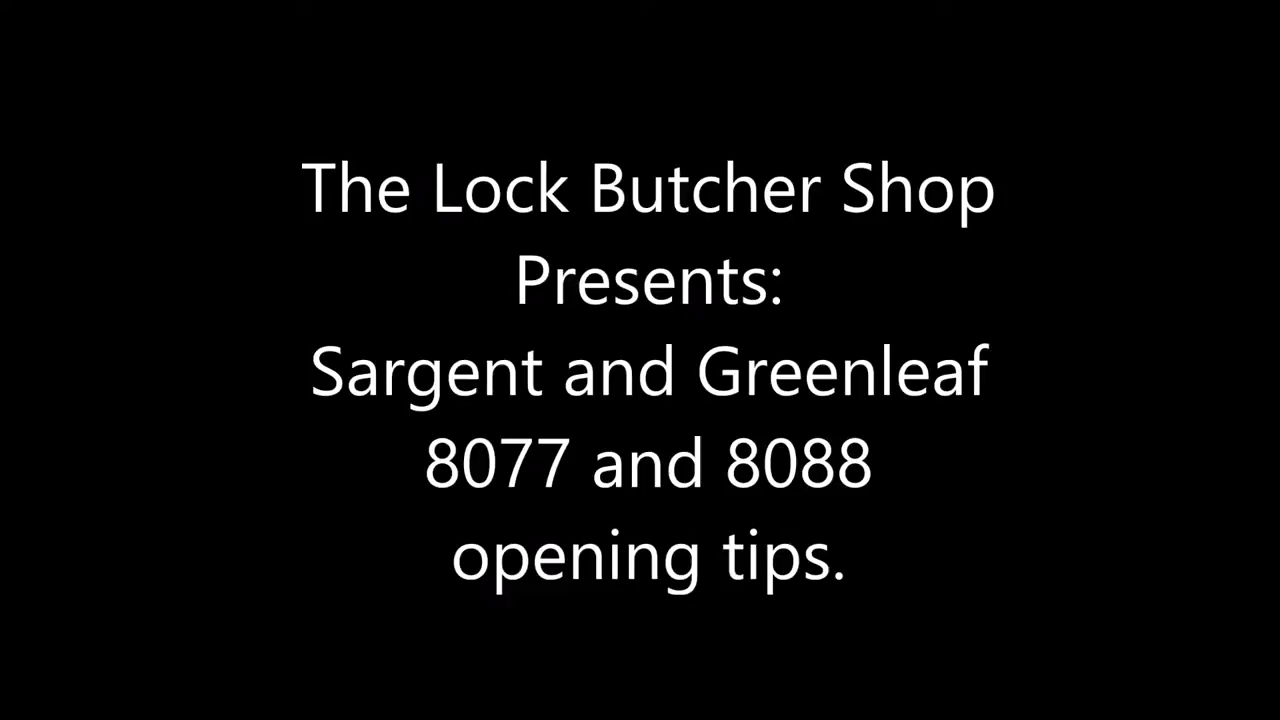 The Lock Butcher Shop
Presents:
Sargent and Greenleaf
8077 and 8088
opening tips.